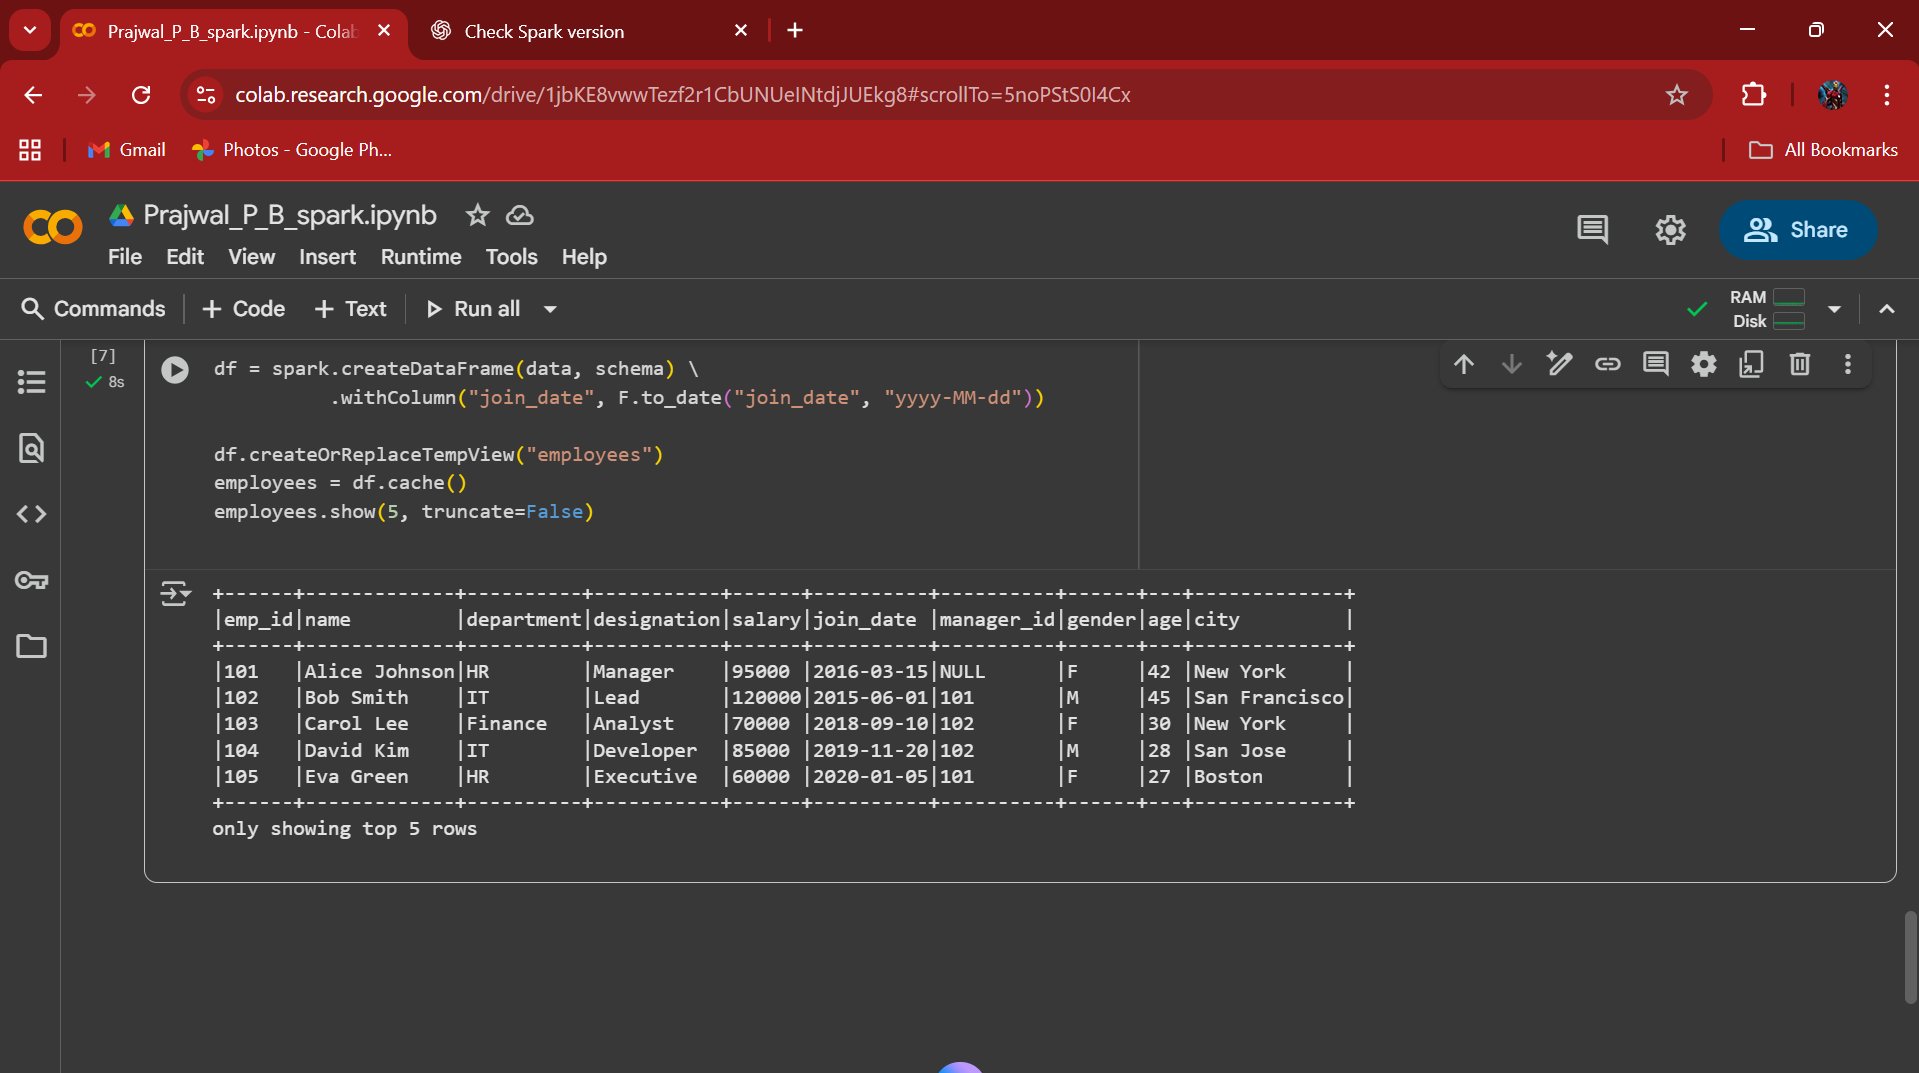 Prajwal_P_B_spark.ipynb - Colab
Check Spark version
colab.research.google.com/drive/1jbKE8vwwTezf2r1CbUNUeINtdjJUEkg8#scrollTo=5noPStS0I4Cx
Gmail
Photos - Google Ph...
All Bookmarks
Prajwal_P_B_spark.ipynb
File Edit View Insert Runtime Tools Help
Share
Commands + Code + Text Run all
RAM
Disk
[7]
8s
df = spark.createDataFrame(data, schema) \
.withColumn("join_date", F.to_date("join_date", "yyyy-MM-dd"))
df.createOrReplaceTempView("employees")
employees = df.cache()
employees.show(5, truncate=False)
+------+-------------+----------+-----------+------+----------+----------+------+---+-------------+
|emp_id|name         |department|designation|salary|join_date |manager_id|gender|age|city         |
+------+-------------+----------+-----------+------+----------+----------+------+---+-------------+
|101   |Alice Johnson|HR        |Manager    |95000 |2016-03-15|NULL      |F     |42 |New York     |
|102   |Bob Smith    |IT        |Lead       |120000|2015-06-01|101       |M     |45 |San Francisco|
|103   |Carol Lee    |Finance   |Analyst    |70000 |2018-09-10|102       |F     |30 |New York     |
|104   |David Kim    |IT        |Developer  |85000 |2019-11-20|102       |M     |28 |San Jose     |
|105   |Eva Green    |HR        |Executive  |60000 |2020-01-05|101       |F     |27 |Boston       |
+------+-------------+----------+-----------+------+----------+----------+------+---+-------------+
only showing top 5 rows